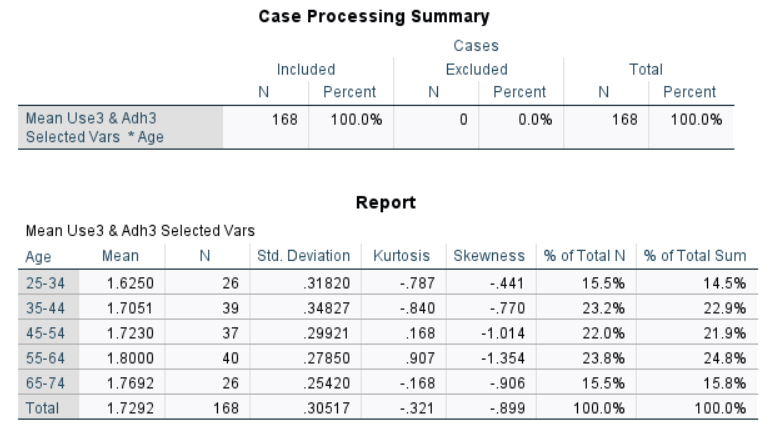 Case Processing Summary
Cases
Included Excluded Total
N Percent N Percent N Percent
Mean Use3 & Adh3 Selected Vars * Age 168 100.0% 0 0.0% 168 100.0%
Report
Mean Use3 & Adh3 Selected Vars
Age Mean N Std. Deviation Kurtosis Skewness % of Total N % of Total Sum
25-34 1.6250 26 .31820 -.787 -.441 15.5% 14.5%
35-44 1.7051 39 .34827 -.840 -.770 23.2% 22.9%
45-54 1.7230 37 .29921 .168 -1.014 22.0% 21.9%
55-64 1.8000 40 .27850 .907 -1.354 23.8% 24.8%
65-74 1.7692 26 .25420 -.168 -.906 15.5% 15.8%
Total 1.7292 168 .30517 -.321 -.899 100.0% 100.0%